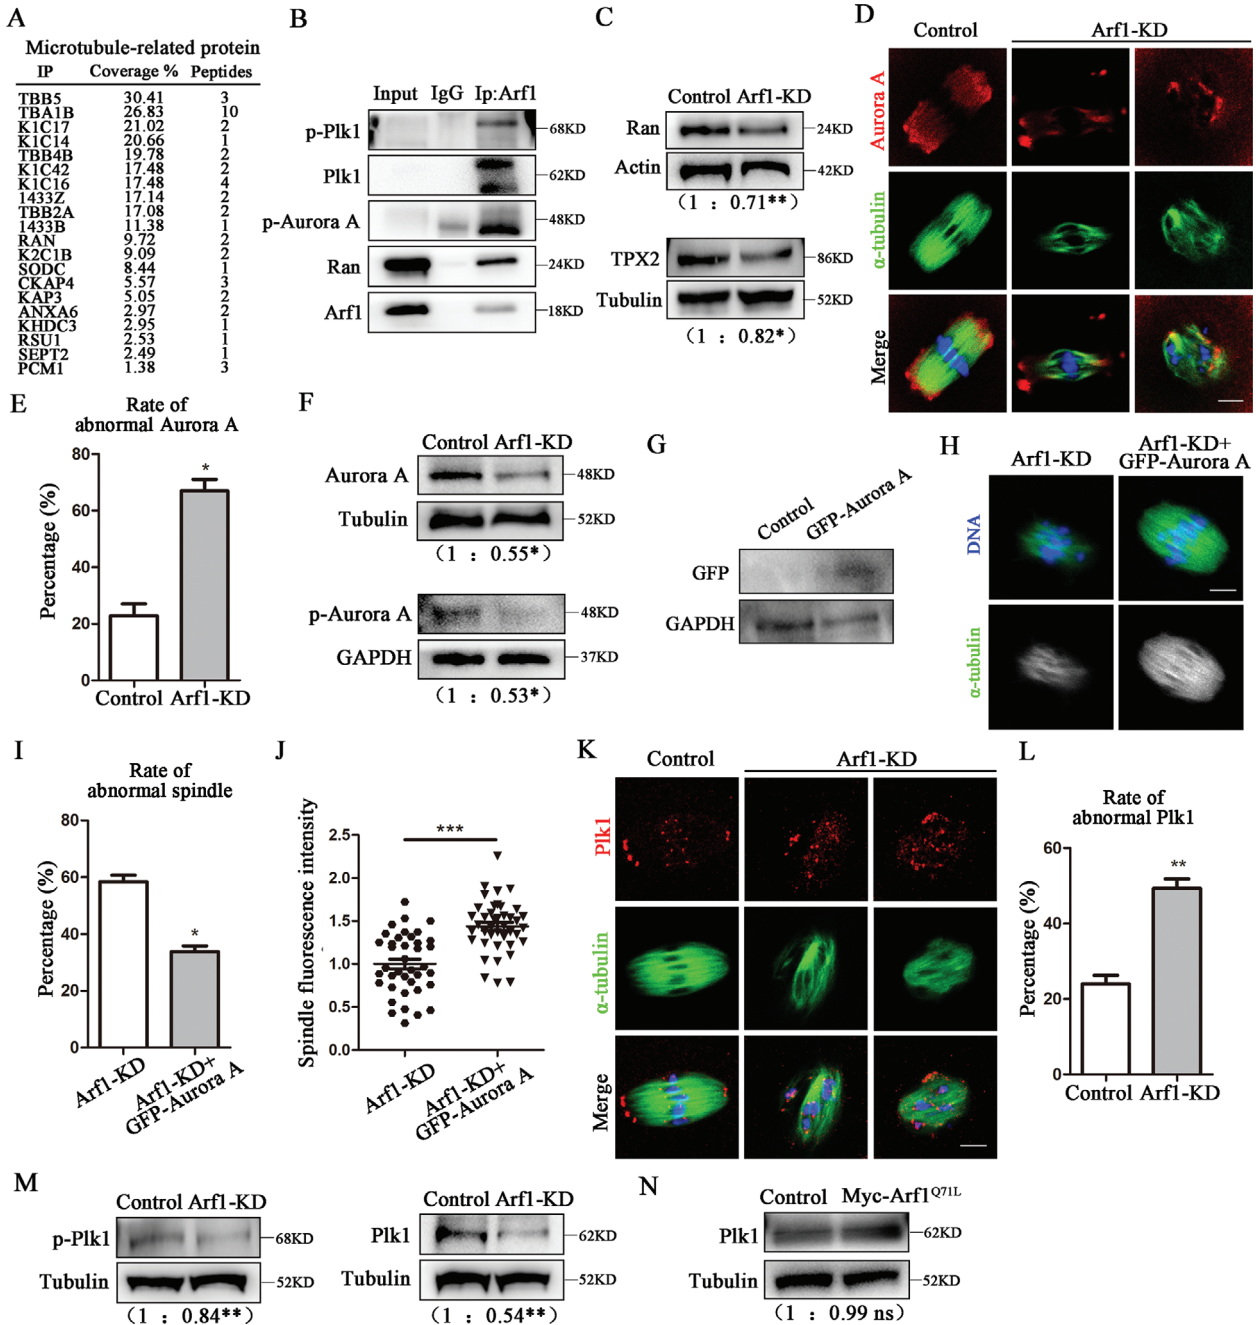 A
Microtubule-related protein
IP Coverage % Peptides
TBB5 30.41 3
TBA1B 26.83 10
K1C17 21.02 2
K1C14 20.66 1
TBB4B 19.78 2
K1C42 17.48 2
K1C16 17.48 4
1433Z 17.14 2
TBB2A 17.08 2
1433B 11.38 1
RAN 9.72 2
K2C1B 9.09 2
SODC 8.44 1
CKAP4 5.57 3
KAP3 5.05 2
ANXA6 2.97 2
KHDC3 2.95 1
RSU1 2.53 1
SEPT2 2.49 1
PCM1 1.38 3
B
Input IgG Ip:Arf1
p-Plk1 68KD
Plk1 62KD
p-Aurora A 48KD
Ran 24KD
Arf1 18KD
C
Control Arf1-KD
Ran 24KD
Actin 42KD
(1 : 0.71**)
TPX2 86KD
Tubulin 52KD
(1 : 0.82*)
D
Control Arf1-KD
Aurora A
α-tubulin
Merge
E
Rate of
abnormal Aurora A
Percentage (%)
80
60
40
20
0
*
Control Arf1-KD
F
Control Arf1-KD
Aurora A 48KD
Tubulin 52KD
(1 : 0.55*)
p-Aurora A 48KD
GAPDH 37KD
(1 : 0.53*)
G
Control GFP-Aurora A
GFP
GAPDH
H
Arf1-KD Arf1-KD+
GFP-Aurora A
DNA
α-tubulin
I
Rate of
abnormal spindle
Percentage (%)
80
60
40
20
0
*
Arf1-KD Arf1-KD+
GFP-Aurora A
J
Spindle fluorescence intensity
2.5
2.0
1.5
1.0
0.5
0.0
***
Arf1-KD Arf1-KD+
GFP-Aurora A
K
Control Arf1-KD
Plk1
α-tubulin
Merge
L
Rate of
abnormal Plk1
Percentage (%)
60
40
20
0
**
Control Arf1-KD
M
Control Arf1-KD
p-Plk1 68KD
Tubulin 52KD
(1 : 0.84**)
Control Arf1-KD
Plk1 62KD
Tubulin 52KD
(1 : 0.54**)
N
Control Myc-Arf1Q71L
Plk1 62KD
Tubulin 52KD
(1 : 0.99 ns)